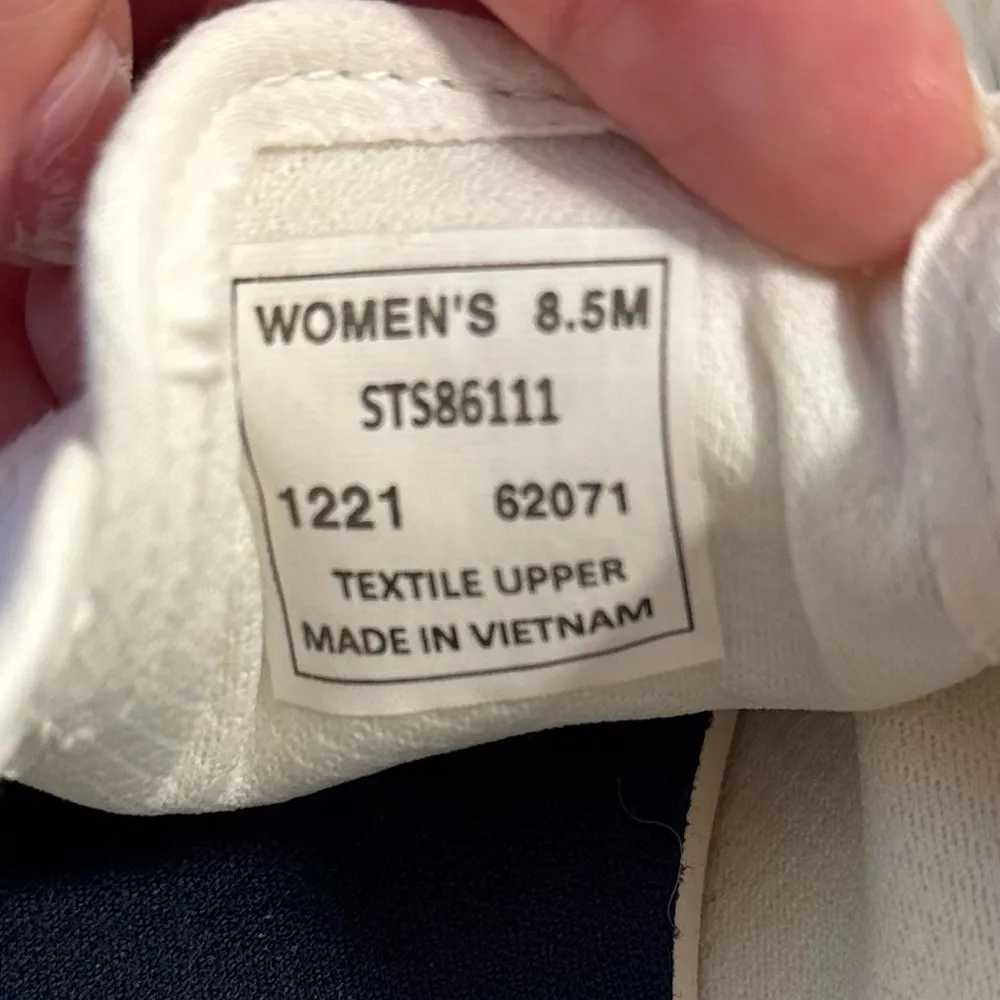 WOMEN'S 8.5M
STS86111
1221 62071
TEXTILE UPPER
MADE IN VIETNAM